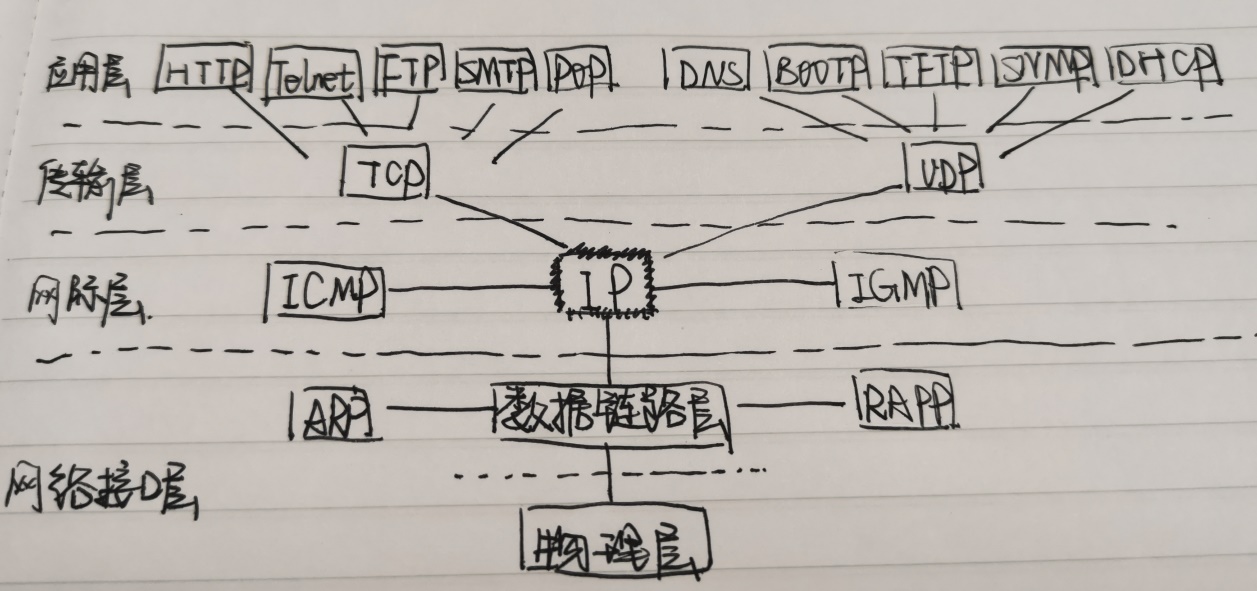 应用层 HTTP Telnet FTP SMTP POP DNS BOOTP TFTP SNMP DHCP
传输层 TCP UDP
网际层 ICMP IP IGMP
ARP 数据链路层 RAPP
网络接口层
物理层